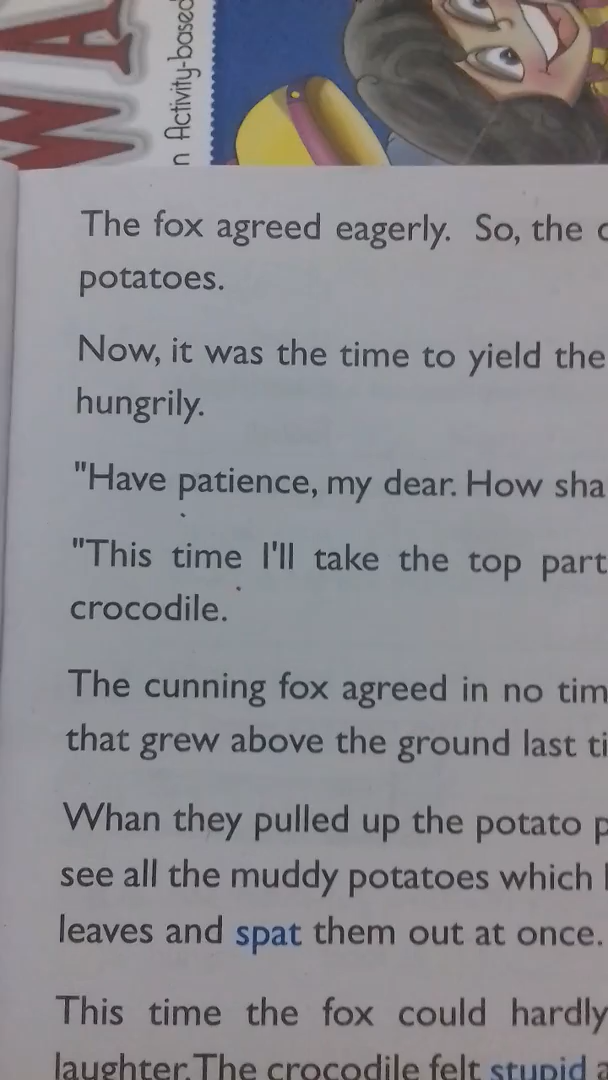 WA
n Activity-based
The fox agreed eagerly. So, the
potatoes.
Now, it was the time to yield the
hungrily.
"Have patience, my dear. How sha
"This time I'll take the top part
crocodile.
The cunning fox agreed in no tim
that grew above the ground last ti
Whan they pulled up the potato p
see all the muddy potatoes which
leaves and spat them out at once.
This time the fox could hardly
laughter. The crocodile felt stupid a